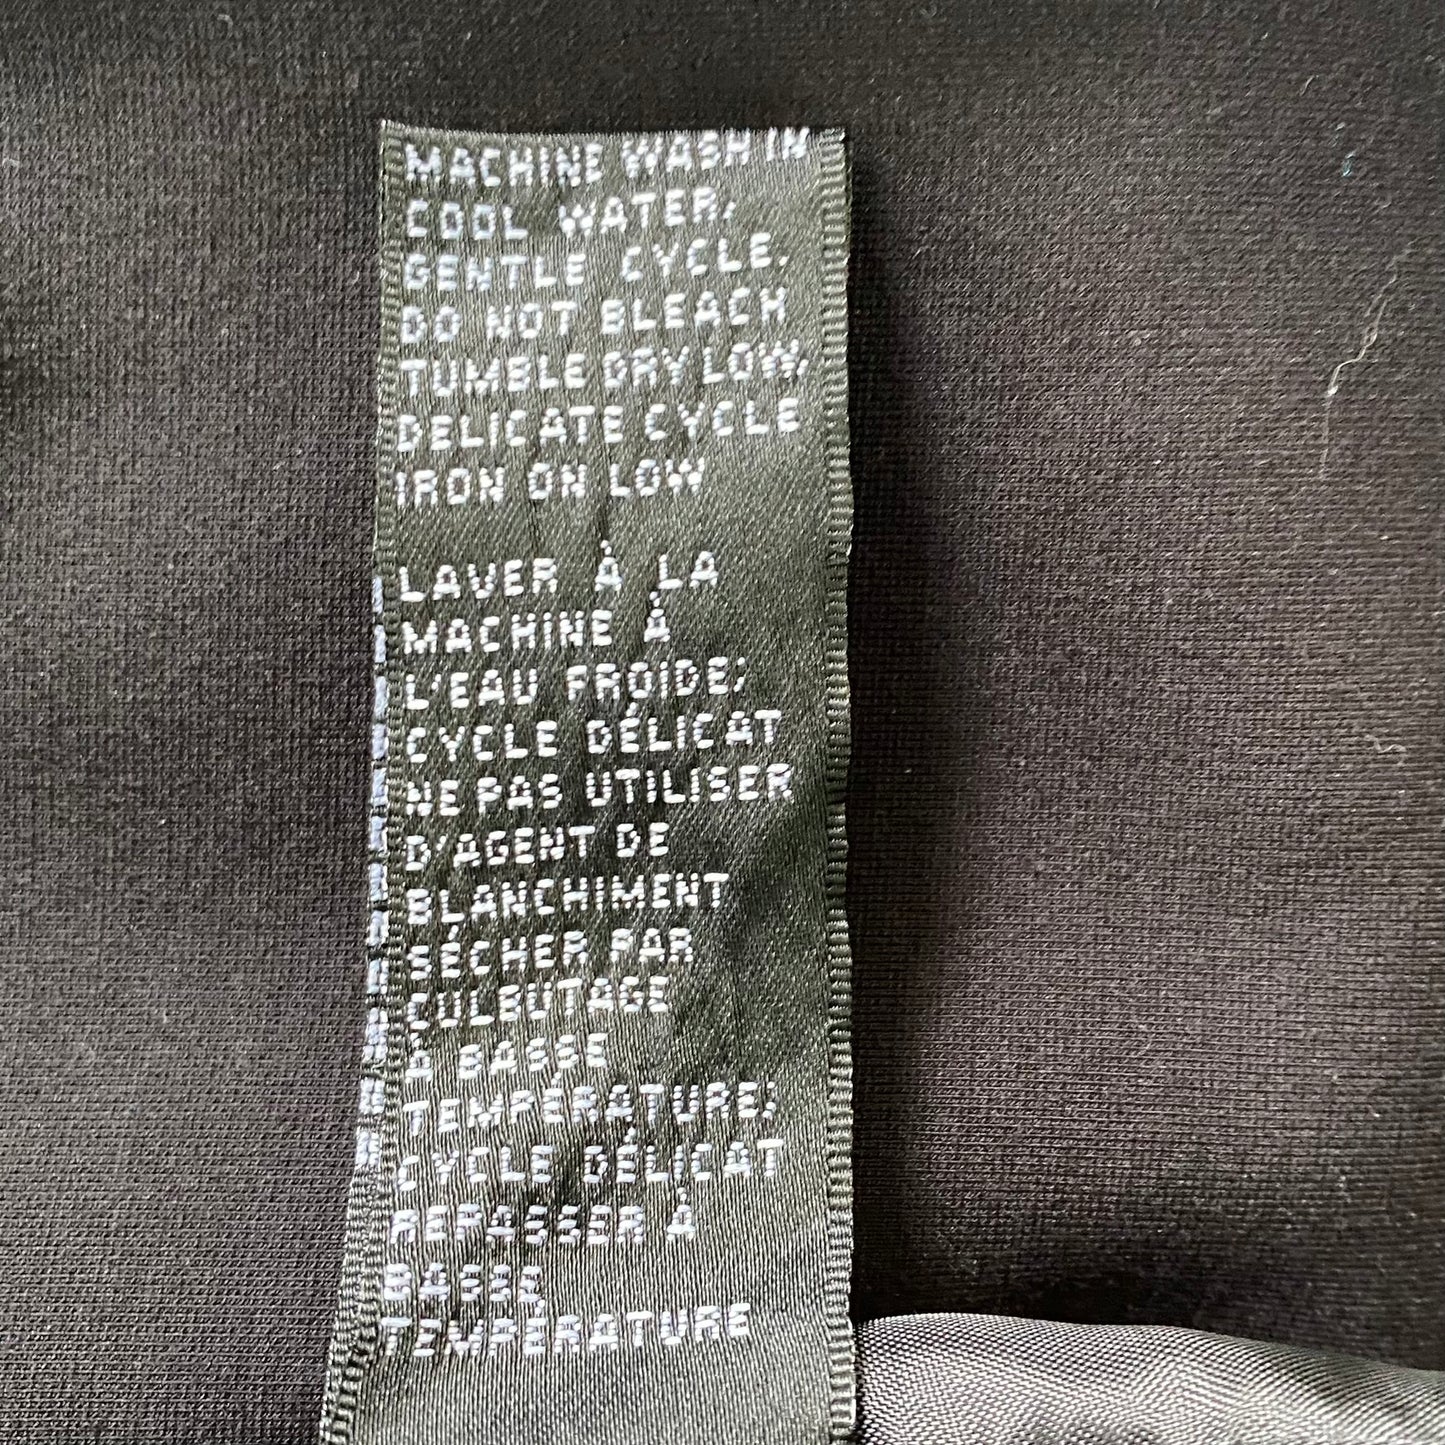 MACHINE WASH IN
COOL WATER;
GENTLE CYCLE.
DO NOT BLEACH
TUMBLE DRY LOW,
DELICATE CYCLE
IRON ON LOW
LAVER À LA
MACHINE À
L'EAU FROIDE;
CYCLE DÉLICAT
NE PAS UTILISER
D'AGENT DE
BLANCHIMENT
SÉCHER PAR
CULBUTAGE
À BASSE
TEMPÉRATURE;
CYCLE DÉLICAT
REPASSER À
BASSE
TEMPÉRATURE